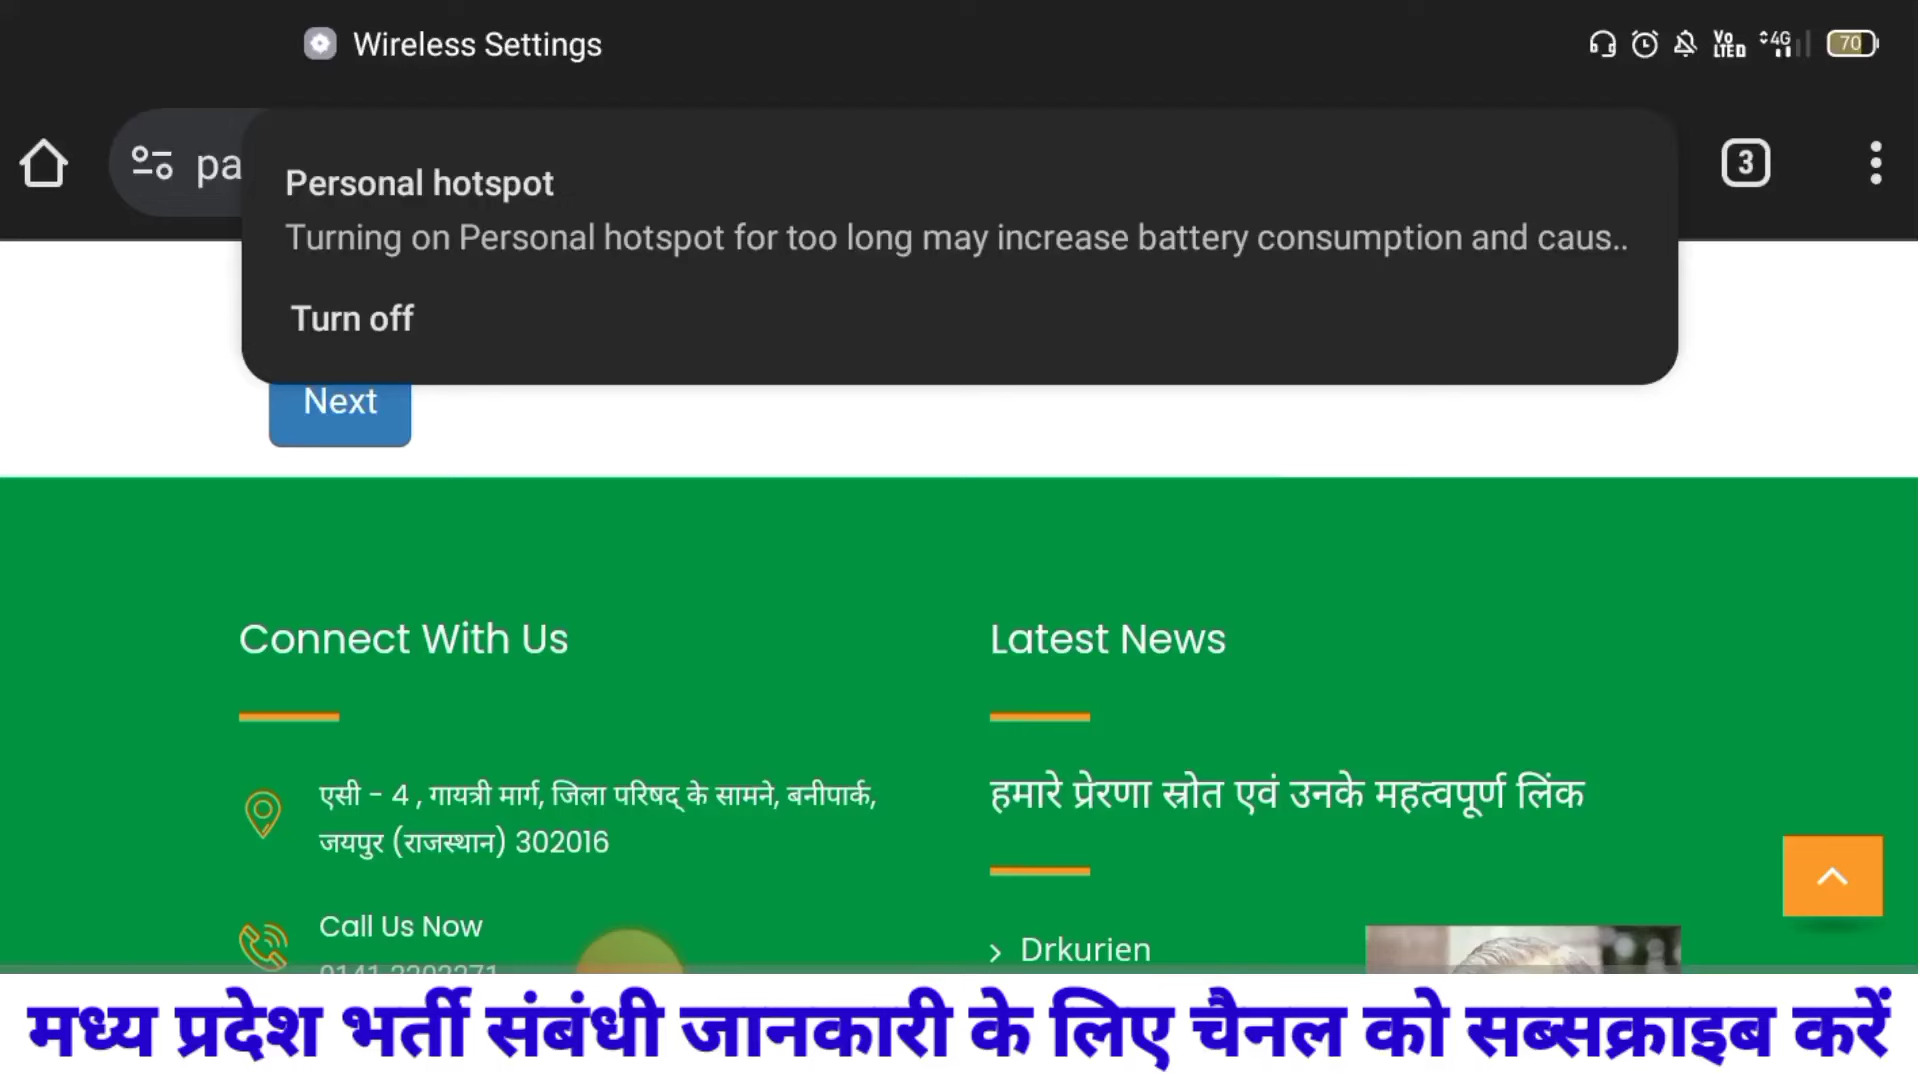 Wireless Settings
Vo LTE D 4G 70
pa
3
Personal hotspot
Turning on Personal hotspot for too long may increase battery consumption and caus..
Turn off
Next
Connect With Us
एसी - 4 , गायत्री मार्ग, जिला परिषद् के सामने, बनीपार्क,
जयपुर (राजस्थान) 302016
Call Us Now
Latest News
हमारे प्रेरणा स्रोत एवं उनके महत्वपूर्ण लिंक
Drkurien
मध्य प्रदेश भर्ती संबंधी जानकारी के लिए चैनल को सब्सक्राइब करें